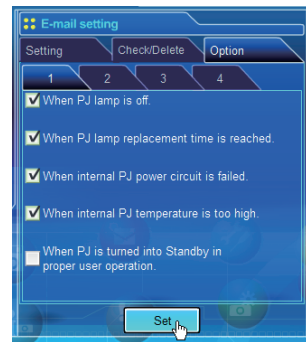 E-mail setting
Setting Check/Delete Option
1 2 3 4
When PJ lamp is off.
When PJ lamp replacement time is reached.
When internal PJ power circuit is failed.
When internal PJ temperature is too high.
When PJ is turned into Standby in
proper user operation.
Set